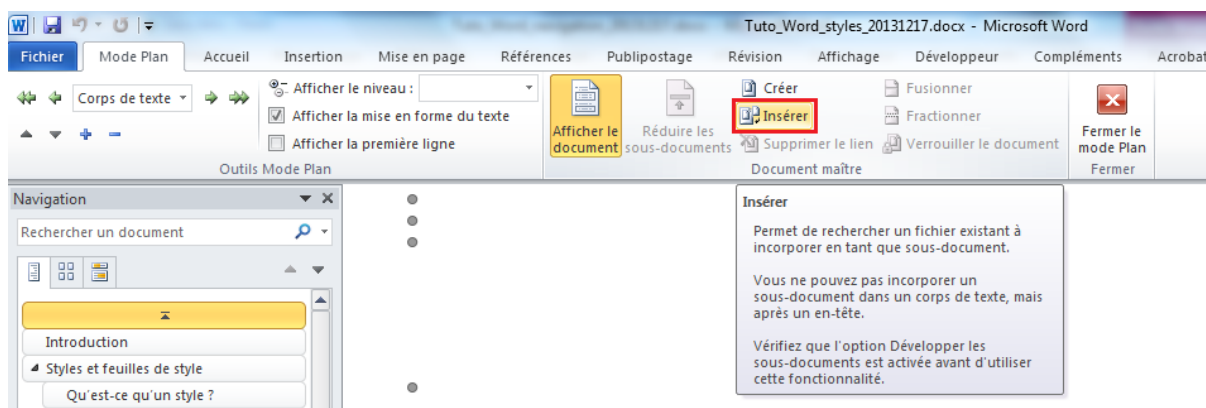 Tuto_Word_styles_20131217.docx - Microsoft Word
Fichier Mode Plan Accueil Insertion Mise en page Références Publipostage Révision Affichage Développeur Compléments Acrobat
Corps de texte
Afficher le niveau :
Afficher la mise en forme du texte
Afficher la première ligne
Outils Mode Plan
Afficher le
document
Réduire les
sous-documents
Créer
Insérer
Supprimer le lien
Fusionner
Fractionner
Verrouiller le document
Document maître
Fermer le
mode Plan
Fermer
Navigation
Rechercher un document
Introduction
Styles et feuilles de style
Qu'est-ce qu'un style ?
Insérer
Permet de rechercher un fichier existant à
incorporer en tant que sous-document.
Vous ne pouvez pas incorporer un
sous-document dans un corps de texte, mais
après un en-tête.
Vérifiez que l'option Développer les
sous-documents est activée avant d'utiliser
cette fonctionnalité.